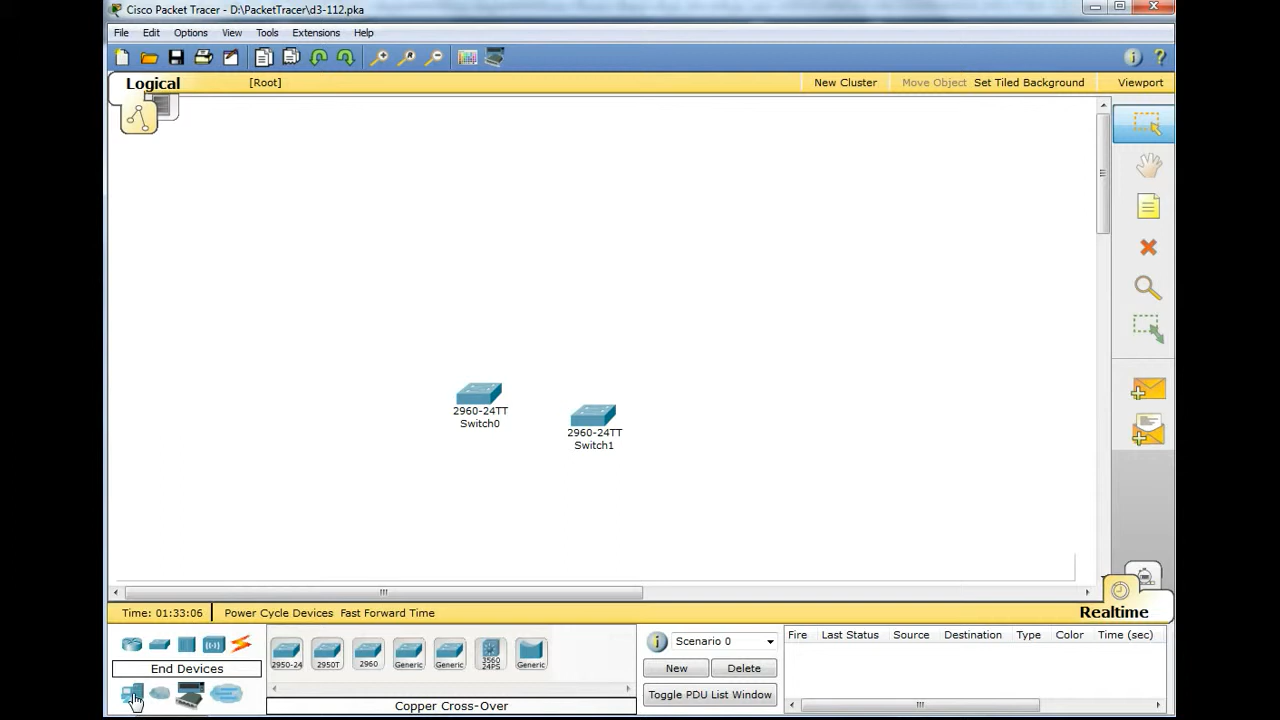 Cisco Packet Tracer - D:\PacketTracer\d3-112.pka
File Edit Options View Tools Extensions Help
Logical [Root] New Cluster Move Object Set Tiled Background Viewport
2960-24TT
Switch0
2960-24TT
Switch1
Time: 01:33:06 Power Cycle Devices Fast Forward Time Realtime
Scenario 0
Fire Last Status Source Destination Type Color Time (sec)
End Devices
2950-24 2950T 2960 Generic Generic 3560 24PS Generic
New Delete
Toggle PDU List Window
Copper Cross-Over